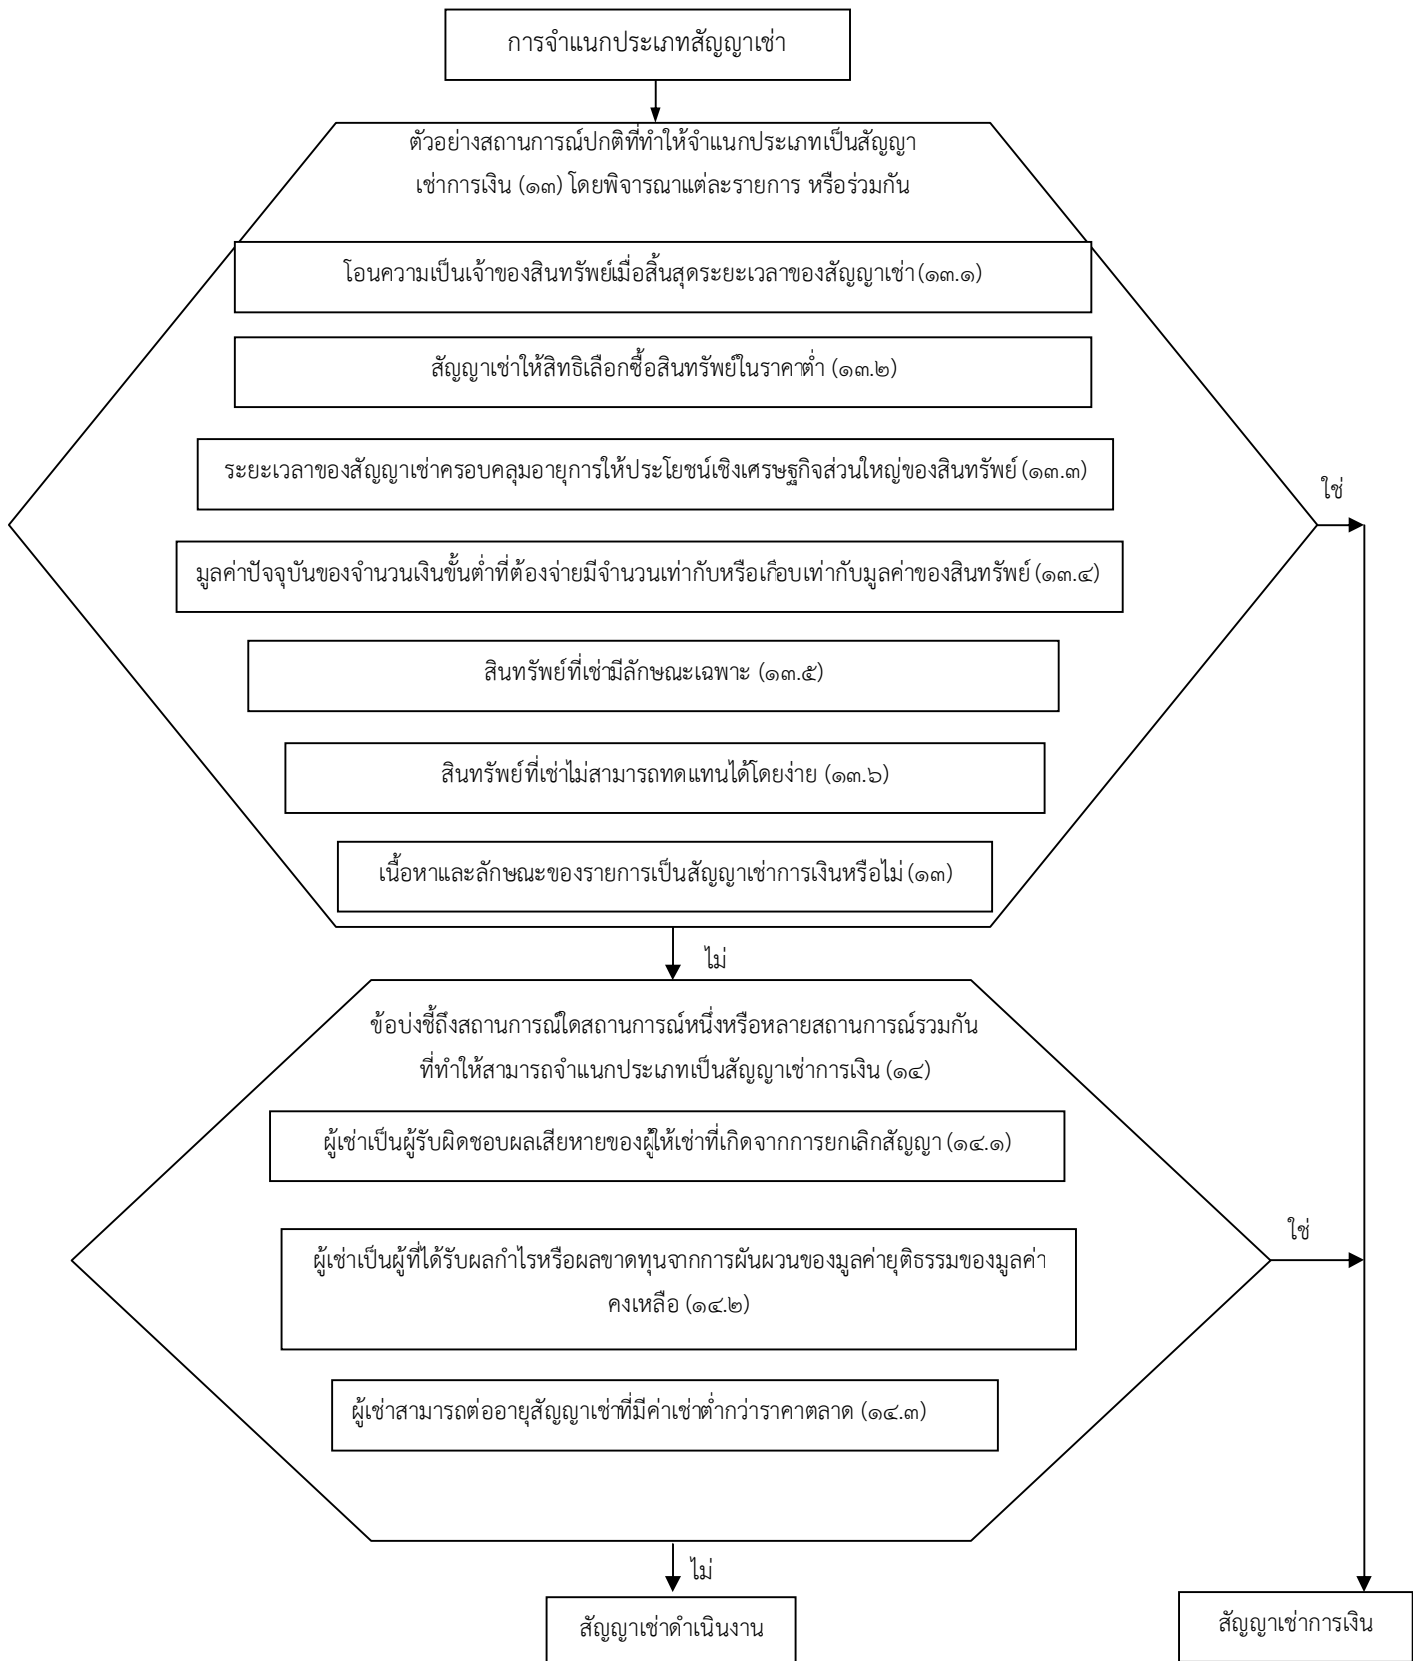 การจำแนกประเภทสัญญาเช่า
ตัวอย่างสถานการณ์ปกติที่ทำให้จำแนกประเภทเป็นสัญญา
เช่าการเงิน (๑๓) โดยพิจารณาแต่ละรายการ หรือร่วมกัน
โอนความเป็นเจ้าของสินทรัพย์เมื่อสิ้นสุดระยะเวลาของสัญญาเช่า (๑๓.๑)
สัญญาเช่าให้สิทธิเลือกซื้อสินทรัพย์ในราคาต่ำ (๑๓.๒)
ระยะเวลาของสัญญาเช่าครอบคลุมอายุการให้ประโยชน์เชิงเศรษฐกิจส่วนใหญ่ของสินทรัพย์ (๑๓.๓)
ใช่
มูลค่าปัจจุบันของจำนวนเงินขั้นต่ำที่ต้องจ่ายมีจำนวนเท่ากับหรือเกือบเท่ากับมูลค่าของสินทรัพย์ (๑๓.๔)
สินทรัพย์ที่เช่ามีลักษณะเฉพาะ (๑๓.๕)
สินทรัพย์ที่เช่าไม่สามารถทดแทนได้โดยง่าย (๑๓.๖)
เนื้อหาและลักษณะของรายการเป็นสัญญาเช่าการเงินหรือไม่ (๑๓)
ไม่
ข้อบ่งชี้ถึงสถานการณ์ใดสถานการณ์หนึ่งหรือหลายสถานการณ์รวมกัน
ที่ทำให้สามารถจำแนกประเภทเป็นสัญญาเช่าการเงิน (๑๔)
ผู้เช่าเป็นผู้รับผิดชอบผลเสียหายของผู้ให้เช่าที่เกิดจากการยกเลิกสัญญา (๑๔.๑)
ใช่
ผู้เช่าเป็นผู้ที่ได้รับผลกำไรหรือผลขาดทุนจากการผันผวนของมูลค่ายุติธรรมของมูลค่า
คงเหลือ (๑๔.๒)
ผู้เช่าสามารถต่ออายุสัญญาเช่าที่มีค่าเช่าต่ำกว่าราคาตลาด (๑๔.๓)
ไม่
สัญญาเช่าดำเนินงาน
สัญญาเช่าการเงิน